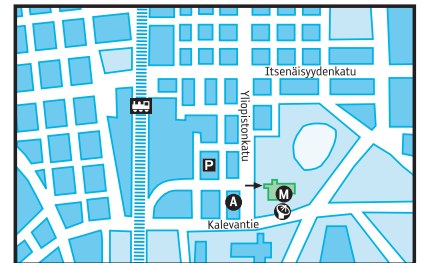 Itsenäisyydenkatu
Yliopistonkatu
P
M
A
Kalevantie